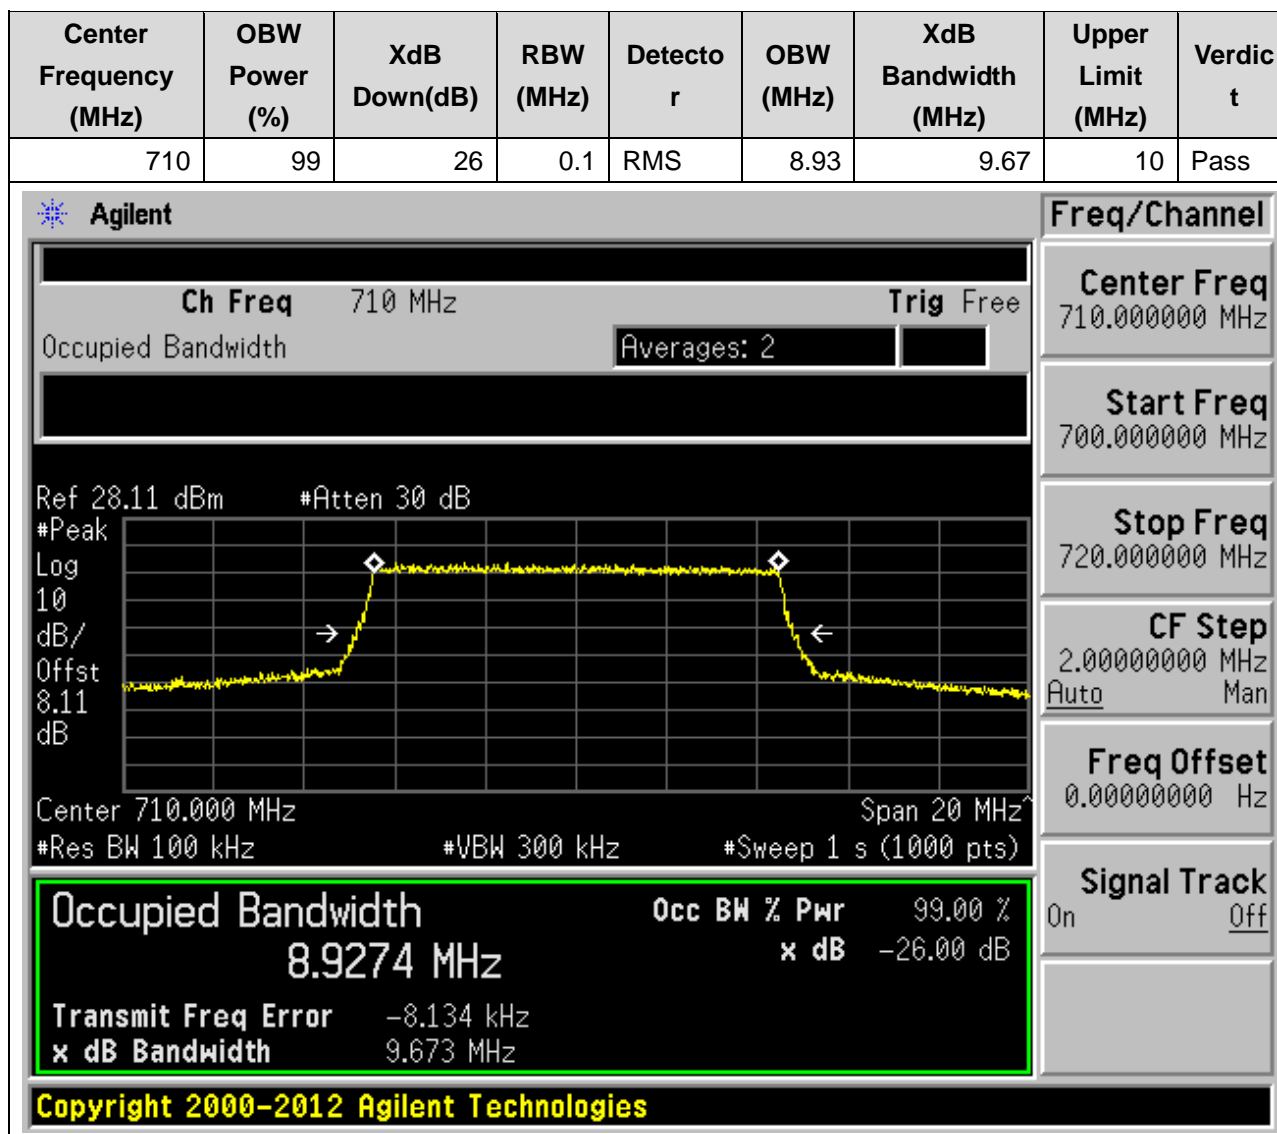 Center Frequency (MHz) OBW Power (%) XdB Down(dB) RBW (MHz) Detecto r OBW (MHz) XdB Bandwidth (MHz) Upper Limit (MHz) Verdic t
710 99 26 0.1 RMS 8.93 9.67 10 Pass
Agilent
Freq/Channel
Ch Freq 710 MHz Trig Free
Occupied Bandwidth Averages: 2
Center Freq
710.000000 MHz
Start Freq
700.000000 MHz
Stop Freq
720.000000 MHz
CF Step
2.00000000 MHz
Auto Man
Freq Offset
0.00000000 Hz
Signal Track
On Off
Ref 28.11 dBm #Atten 30 dB
#Peak
Log
10
dB/
Offst
8.11
dB
Center 710.000 MHz Span 20 MHz^
#Res BW 100 kHz #VBW 300 kHz #Sweep 1 s (1000 pts)
Occupied Bandwidth Occ BW % Pwr 99.00 %
8.9274 MHz x dB -26.00 dB
Transmit Freq Error -8.134 kHz
x dB Bandwidth 9.673 MHz
Copyright 2000-2012 Agilent Technologies